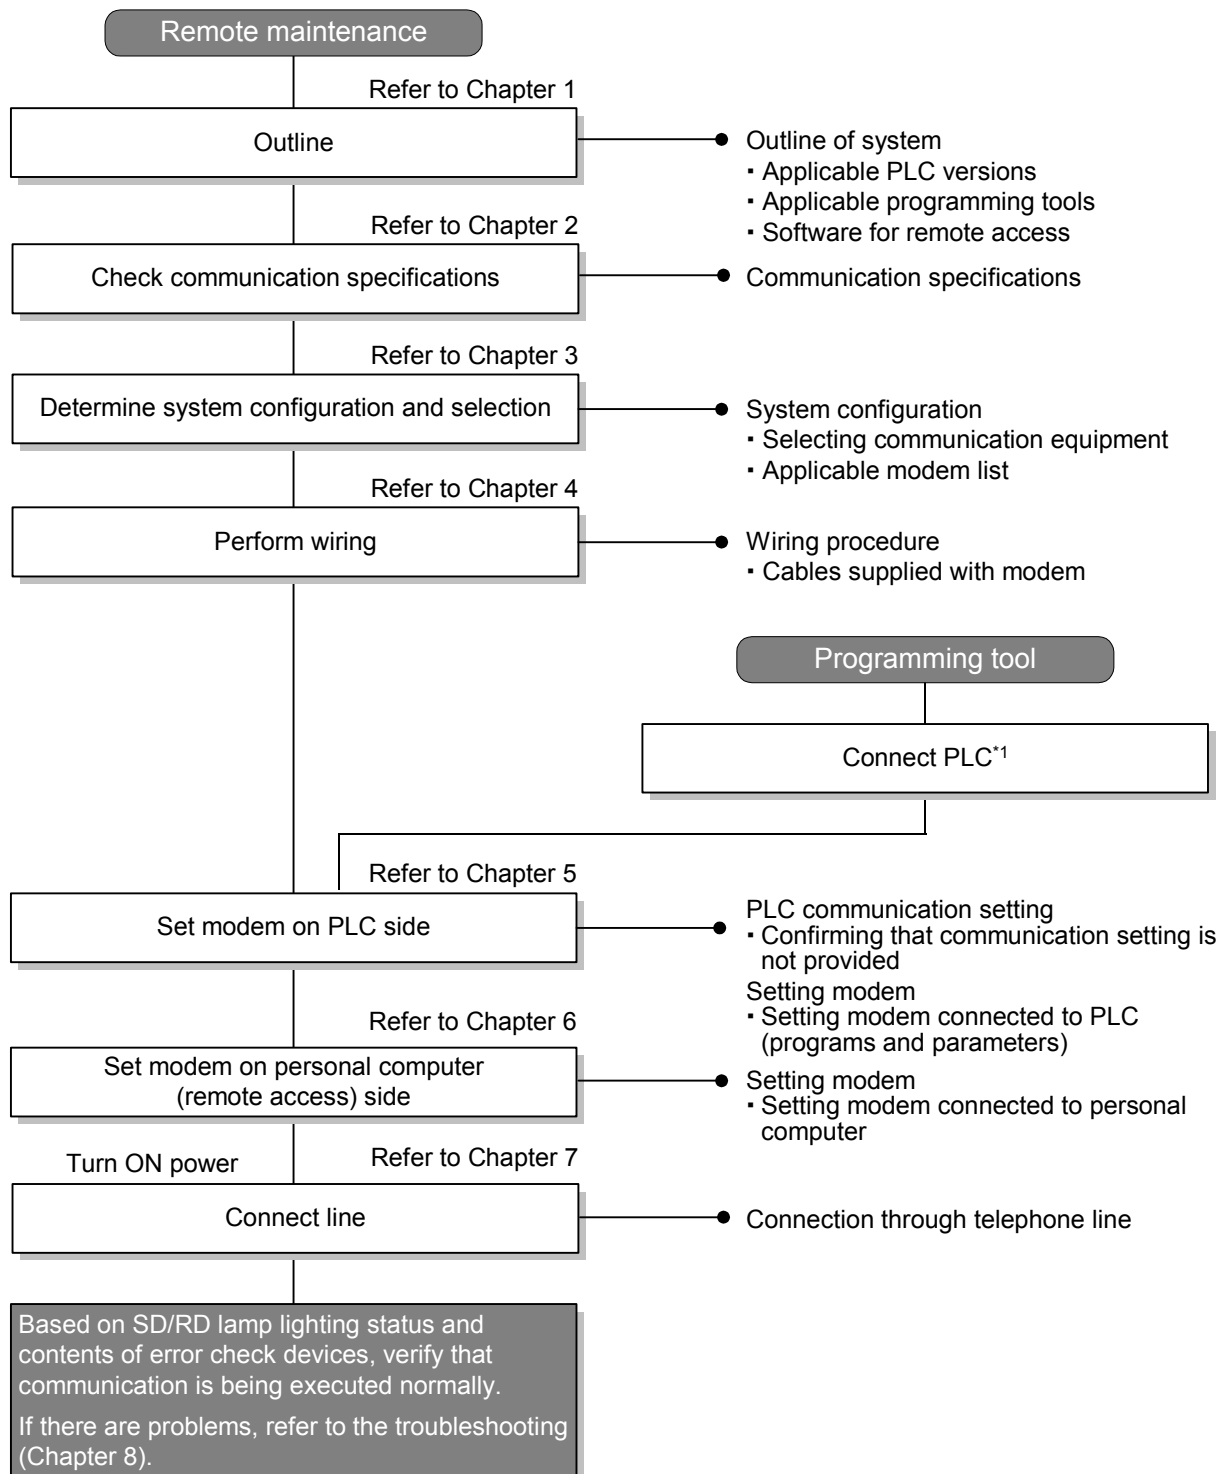 Remote maintenance
Refer to Chapter 1
Outline
Outline of system
・Applicable PLC versions
・Applicable programming tools
・Software for remote access
Refer to Chapter 2
Check communication specifications
Communication specifications
Refer to Chapter 3
Determine system configuration and selection
System configuration
・Selecting communication equipment
・Applicable modem list
Refer to Chapter 4
Perform wiring
Wiring procedure
・Cables supplied with modem
Programming tool
Connect PLC*1
Refer to Chapter 5
Set modem on PLC side
PLC communication setting
・Confirming that communication setting is
not provided
Setting modem
・Setting modem connected to PLC
(programs and parameters)
Refer to Chapter 6
Set modem on personal computer
(remote access) side
Setting modem
・Setting modem connected to personal
computer
Turn ON power
Refer to Chapter 7
Connect line
Connection through telephone line
Based on SD/RD lamp lighting status and
contents of error check devices, verify that
communication is being executed normally.
If there are problems, refer to the troubleshooting
(Chapter 8).